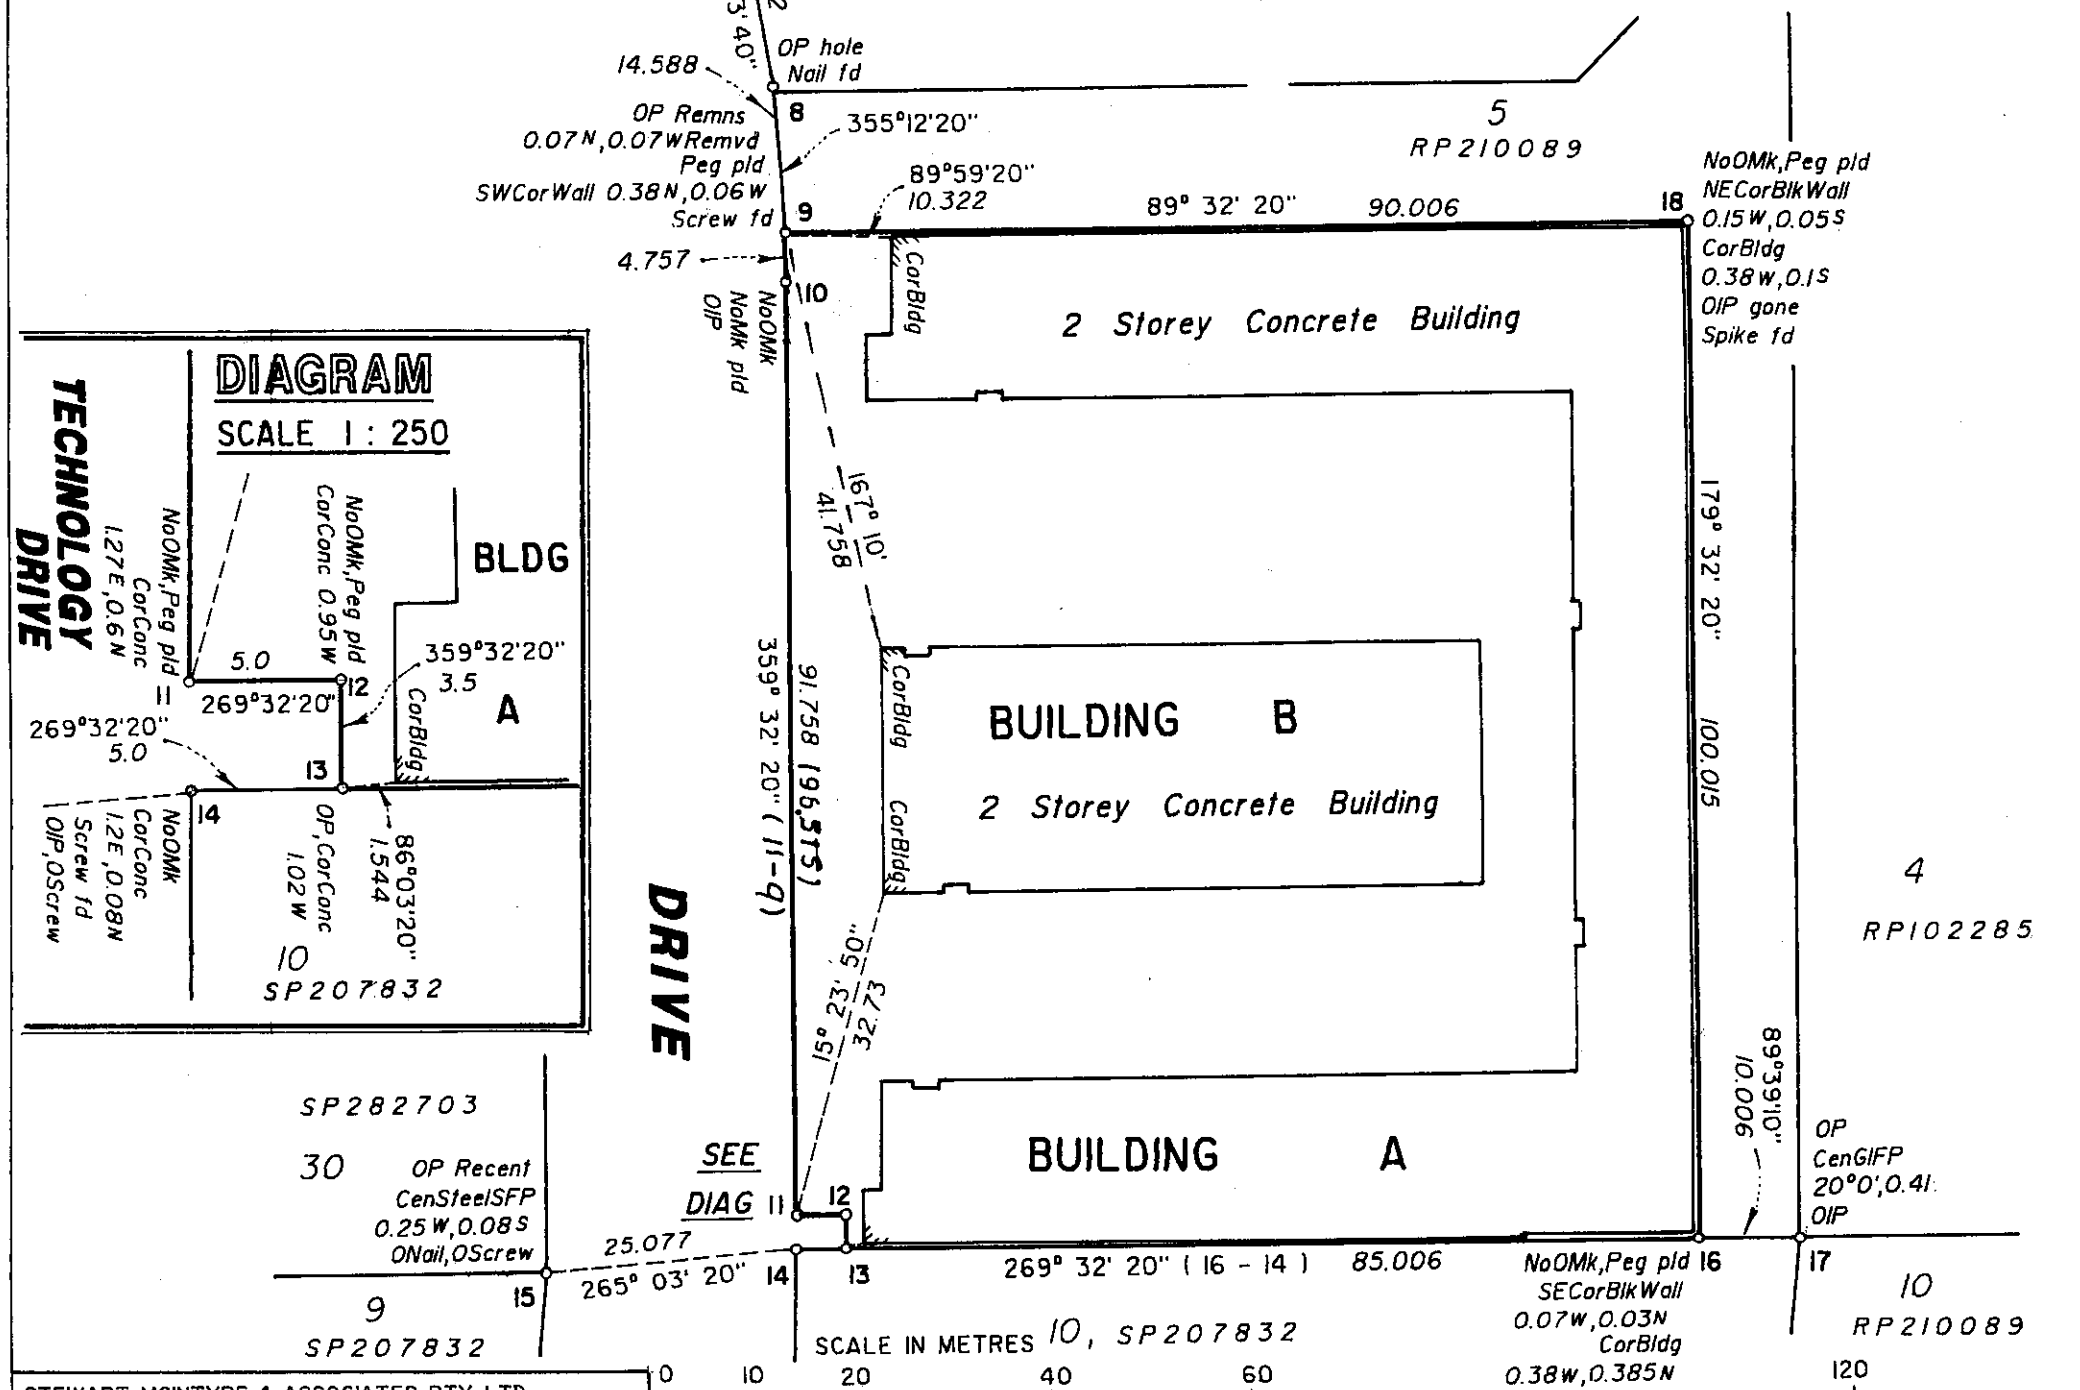 3' 40"
2
OP hole
Nail fd
14.588
8
OP Remns
0.07N,0.07W Remvd
Peg pld
SWCorWall 0.38N,0.06W
Screw fd
355°12'20"
89°59'20"
10.322
9
89° 32' 20" 90.006
5
RP210089
18
NoOMk,Peg pld
NECorBlkWall
0.15W,0.05S
CorBldg
0.38W,0.1S
OIP gone
Spike fd
4.757
10
NoOMk
NoMk pld
OIP
CorBldg
2 Storey Concrete Building
DIAGRAM
SCALE 1 : 250
TECHNOLOGY
DRIVE
NoOMk,Peg pld
CorConc
1.27E,0.6N
11
NoOMk,Peg pld
CorConc 0.95W
BLDG
A
5.0
269°32'20"
12
359°32'20"
3.5
CorBldg
269°32'20"
5.0
13
14
NoOMk
CorConc
1.2E,0.08N
Screw fd
OIP,OScrew
OP,CorConc
1.02W
86°03'20"
1.544
10
SP207832
167° 10'
41.758
179° 32' 20" 100.015
91.758 (96.515)
359° 32' 20" (11-9)
CorBldg
CorBldg
BUILDING B
2 Storey Concrete Building
4
RP102285
DRIVE
15° 23' 50"
32.73
89°39'10"
10.006
SP282703
30
OP Recent
CenSteelSFP
0.25W,0.08S
ONail,OScrew
SEE
DIAG
11
12
BUILDING A
OP
CenGIFP
20°0',0.41
OIP
25.077
265° 03' 20"
14
13
269° 32' 20" ( 16 - 14 ) 85.006
NoOMk,Peg pld
SECorBlkWall
0.07W,0.03N
CorBldg
0.38W,0.385N
16
17
15
9
SP207832
10
RP210089
SCALE IN METRES
10, SP207832
0 10 20 40 60 120
STEWART MCINTYRE & ASSOCIATES PTY LTD